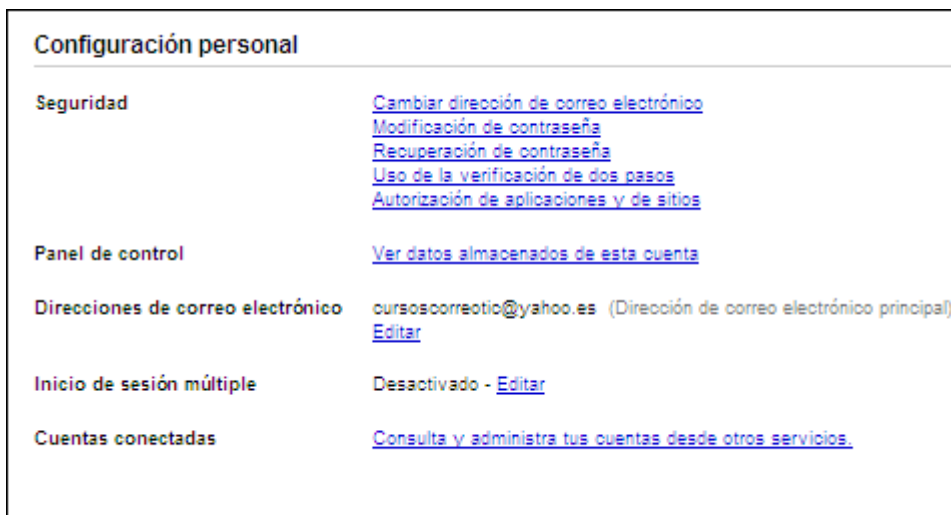 Configuración personal
Seguridad
Cambiar dirección de correo electrónico
Modificación de contraseña
Recuperación de contraseña
Uso de la verificación de dos pasos
Autorización de aplicaciones y de sitios
Panel de control
Ver datos almacenados de esta cuenta
Direcciones de correo electrónico
cursoscorreotic@yahoo.es (Dirección de correo electrónico principal)
Editar
Inicio de sesión múltiple
Desactivado - Editar
Cuentas conectadas
Consulta y administra tus cuentas desde otros servicios.